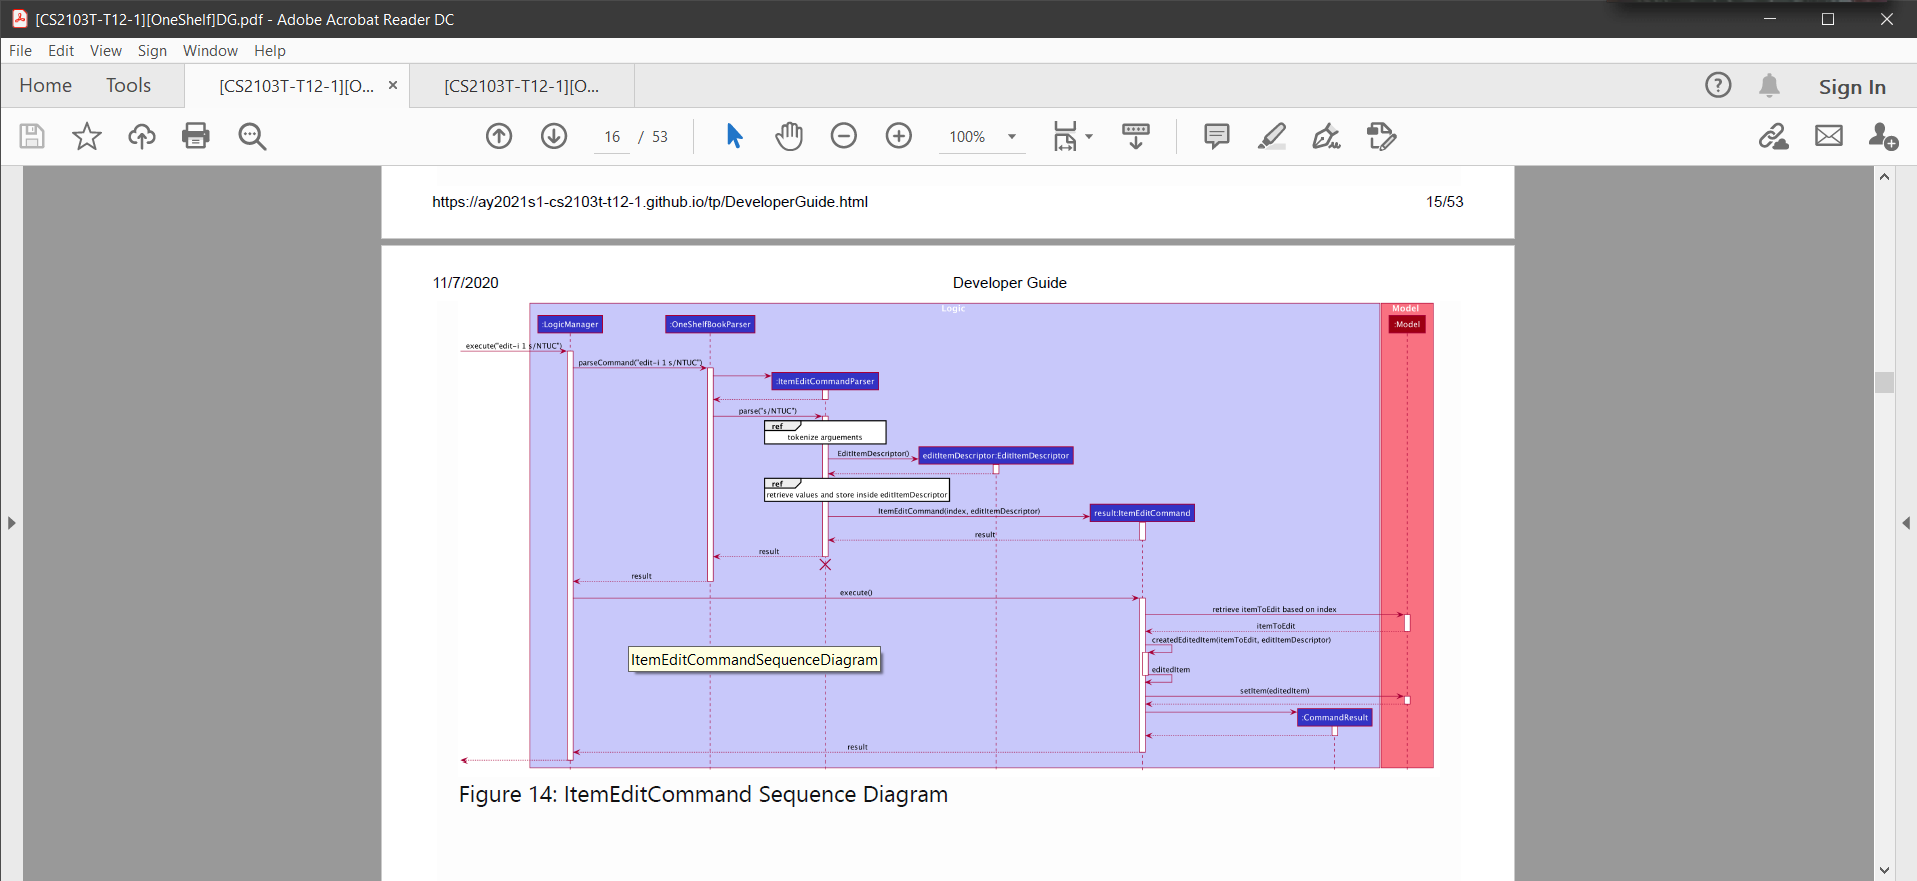 [CS2103T-T12-1][OneShelf]DG.pdf - Adobe Acrobat Reader DC
File Edit View Sign Window Help
Home Tools [CS2103T-T12-1][O... × [CS2103T-T12-1][O... Sign In
16 / 53 100%
https://ay2021s1-cs2103t-t12-1.github.io/tp/DeveloperGuide.html 15/53
11/7/2020 Developer Guide
Logic Model
:LogicManager :OneShelfBookParser :Model
execute("edit-i 1 s/NTUC")
parseCommand("edit-i 1 s/NTUC")
:ItemEditCommandParser
parse("s/NTUC")
ref
tokenize arguements
EditItemDescriptor() editItemDescriptor:EditItemDescriptor
ref
retrieve values and store inside editItemDescriptor
ItemEditCommand(index, editItemDescriptor) result:ItemEditCommand
result
result
result
execute()
retrieve itemToEdit based on index
itemToEdit
createdEditedItem(itemToEdit, editItemDescriptor)
ItemEditCommandSequenceDiagram
editedItem
setItem(editedItem)
:CommandResult
result
Figure 14: ItemEditCommand Sequence Diagram